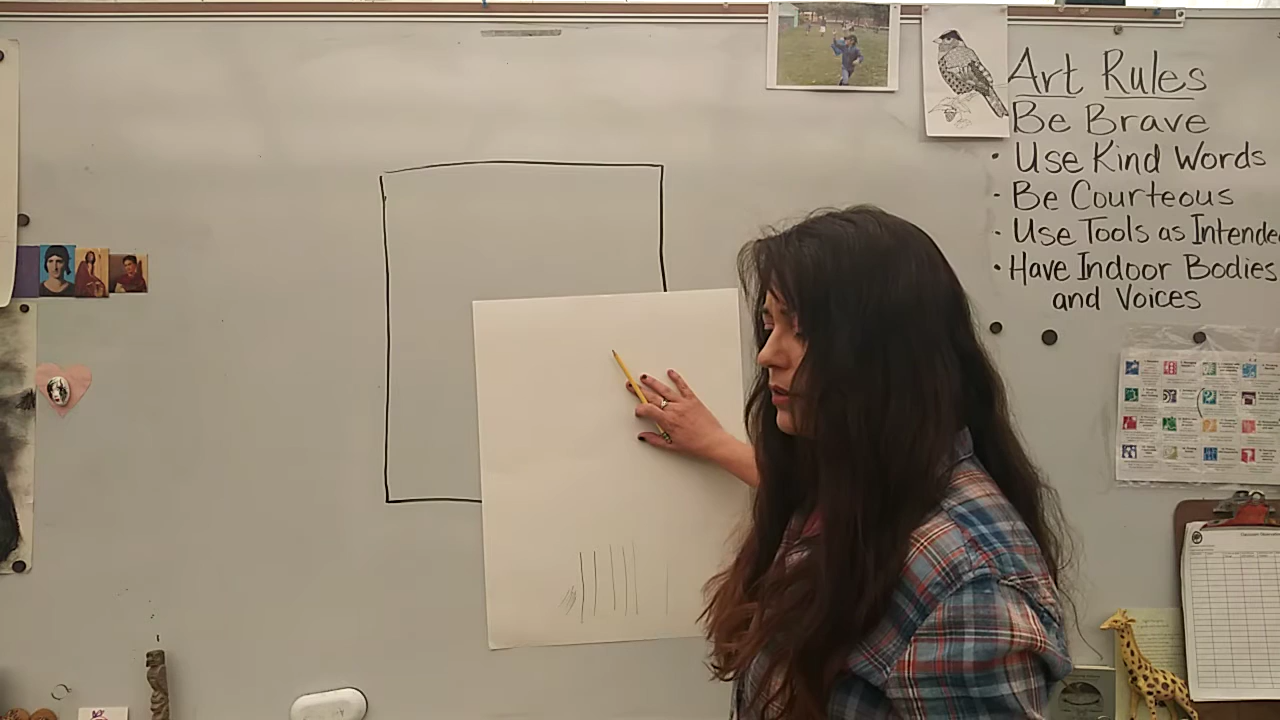 Art Rules
Be Brave
· Use Kind Words
- Be Courteous
- Use Tools as Intende
· Have Indoor Bodies
and Voices